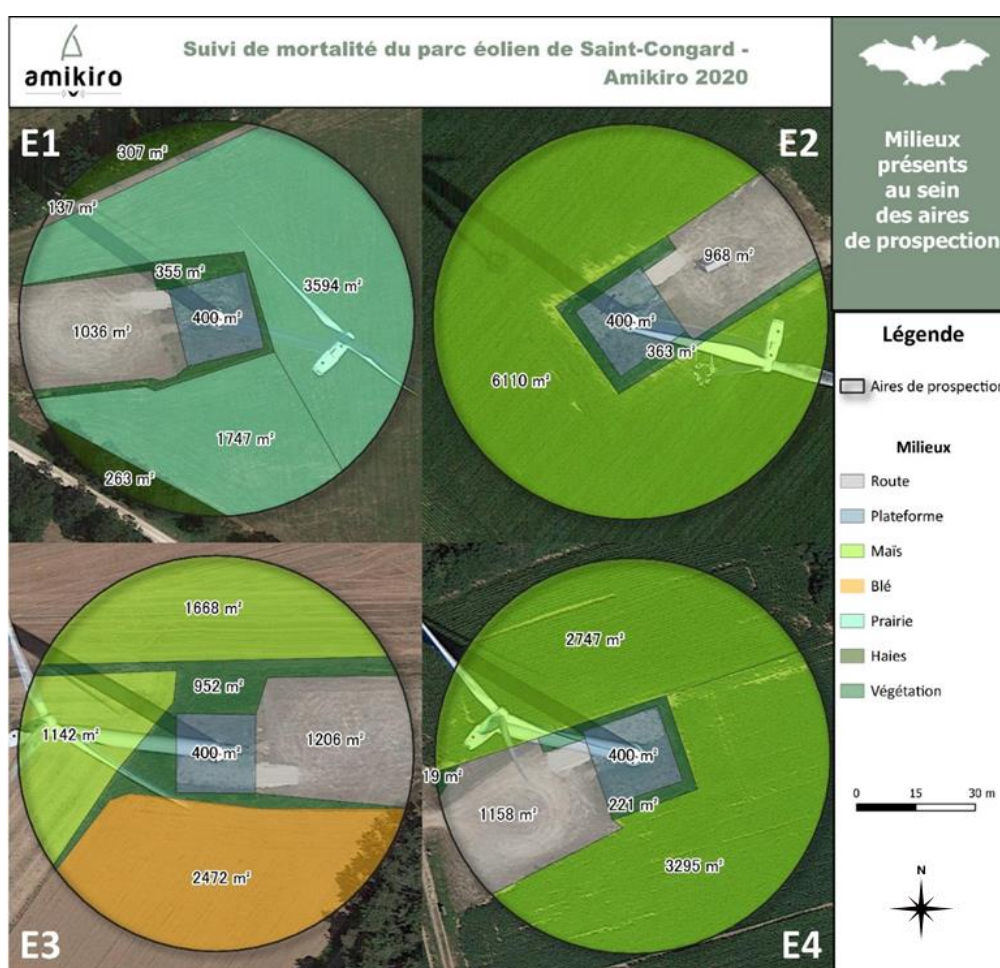 amikiro
Suivi de mortalité du parc éolien de Saint-Congard -
Amikiro 2020
Milieux
présents
au sein
des aires
de prospection
E1
307 m²
137 m²
355 m²
3594 m²
400 m²
1036 m²
1747 m²
263 m²
E2
968 m²
400 m²
363 m²
6110 m²
E3
1668 m²
952 m²
1142 m²
400 m²
1206 m²
2472 m²
E4
2747 m²
400 m²
19 m²
221 m²
1158 m²
3295 m²
Légende
Aires de prospection
Milieux
Route
Plateforme
Maïs
Blé
Prairie
Haies
Végétation
0 15 30 m
N